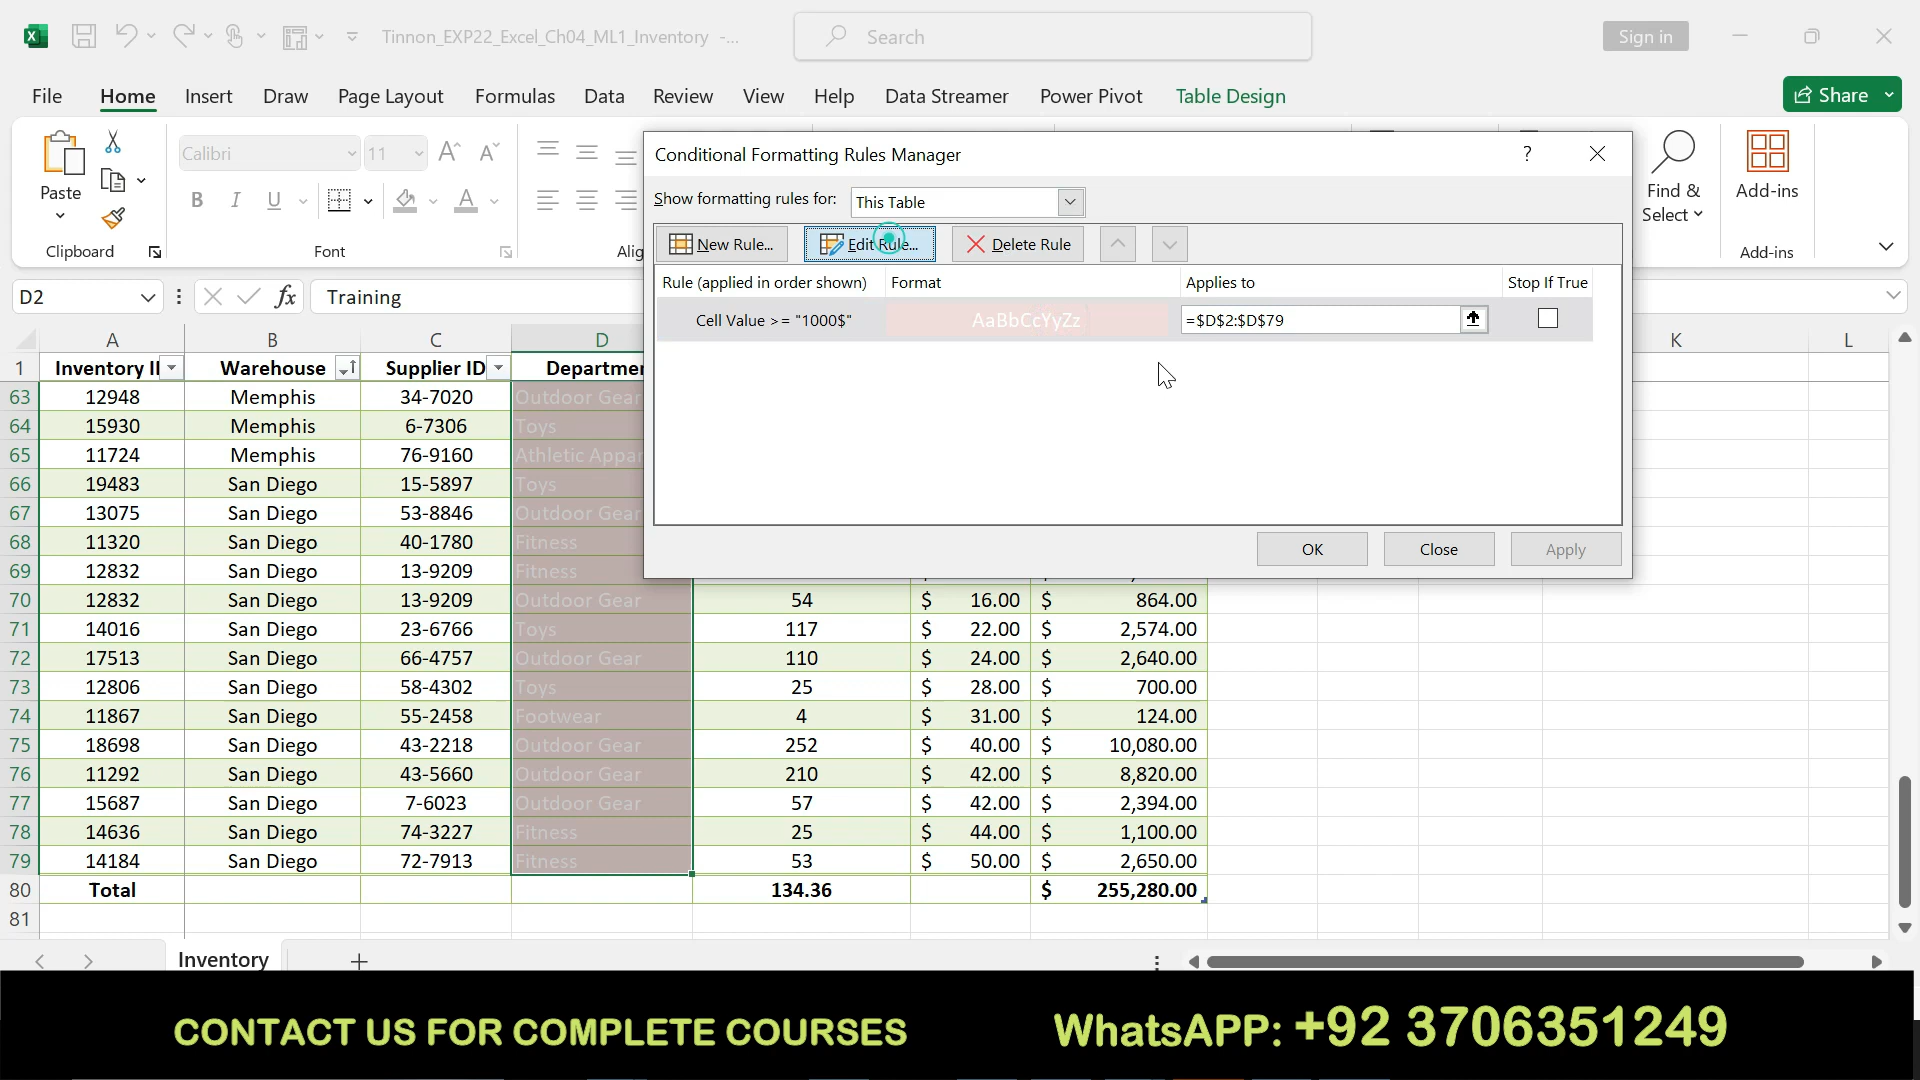 Tinnon_EXP22_Excel_Ch04_ML1_Inventory -...
Search
Sign in
File Home Insert Draw Page Layout Formulas Data Review View Help Data Streamer Power Pivot Table Design
Share
Paste
Clipboard
Calibri
11
A A
B I U A
Font
Alig
Find &
Select
Add-ins
Add-ins
Conditional Formatting Rules Manager
?
Show formatting rules for: This Table
New Rule... Edit Rule... Delete Rule
Rule (applied in order shown) Format Applies to Stop If True
Cell Value >= "1000$" AaBbCcYyZz =$D$2:$D$79
OK Close Apply
D2 fx Training
A B C D K L
1 Inventory II Warehouse Supplier ID Departmen
63 12948 Memphis 34-7020 Outdoor Gear
64 15930 Memphis 6-7306 Toys
65 11724 Memphis 76-9160 Athletic Appar
66 19483 San Diego 15-5897 Toys
67 13075 San Diego 53-8846 Outdoor Gear
68 11320 San Diego 40-1780 Fitness
69 12832 San Diego 13-9209 Fitness
70 12832 San Diego 13-9209 Outdoor Gear 54 $ 16.00 $ 864.00
71 14016 San Diego 23-6766 Toys 117 $ 22.00 $ 2,574.00
72 17513 San Diego 66-4757 Outdoor Gear 110 $ 24.00 $ 2,640.00
73 12806 San Diego 58-4302 Toys 25 $ 28.00 $ 700.00
74 11867 San Diego 55-2458 Footwear 4 $ 31.00 $ 124.00
75 18698 San Diego 43-2218 Outdoor Gear 252 $ 40.00 $ 10,080.00
76 11292 San Diego 43-5660 Outdoor Gear 210 $ 42.00 $ 8,820.00
77 15687 San Diego 7-6023 Outdoor Gear 57 $ 42.00 $ 2,394.00
78 14636 San Diego 74-3227 Fitness 25 $ 44.00 $ 1,100.00
79 14184 San Diego 72-7913 Fitness 53 $ 50.00 $ 2,650.00
80 Total 134.36 $ 255,280.00
81
Inventory
CONTACT US FOR COMPLETE COURSES WhatsAPP: +92 3706351249